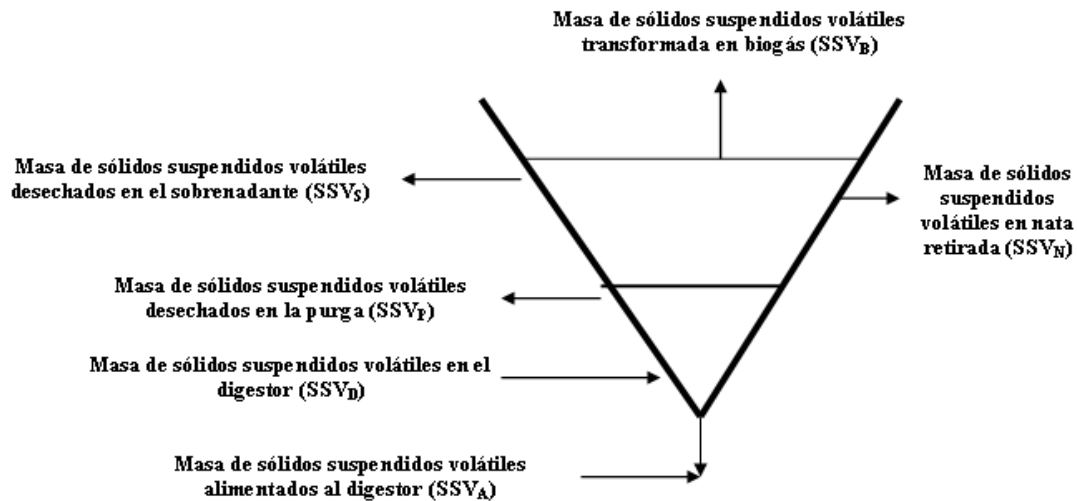 Masa de sólidos suspendidos volátiles
transformada en biogás (SSVB)
Masa de sólidos suspendidos volátiles
desechados en el sobrenadante (SSVS)
Masa de sólidos
suspendidos
volátiles en nata
retirada (SSVN)
Masa de sólidos suspendidos volátiles
desechados en la purga (SSVP)
Masa de sólidos suspendidos volátiles en el
digestor (SSVD)
Masa de sólidos suspendidos volátiles
alimentados al digestor (SSVA)